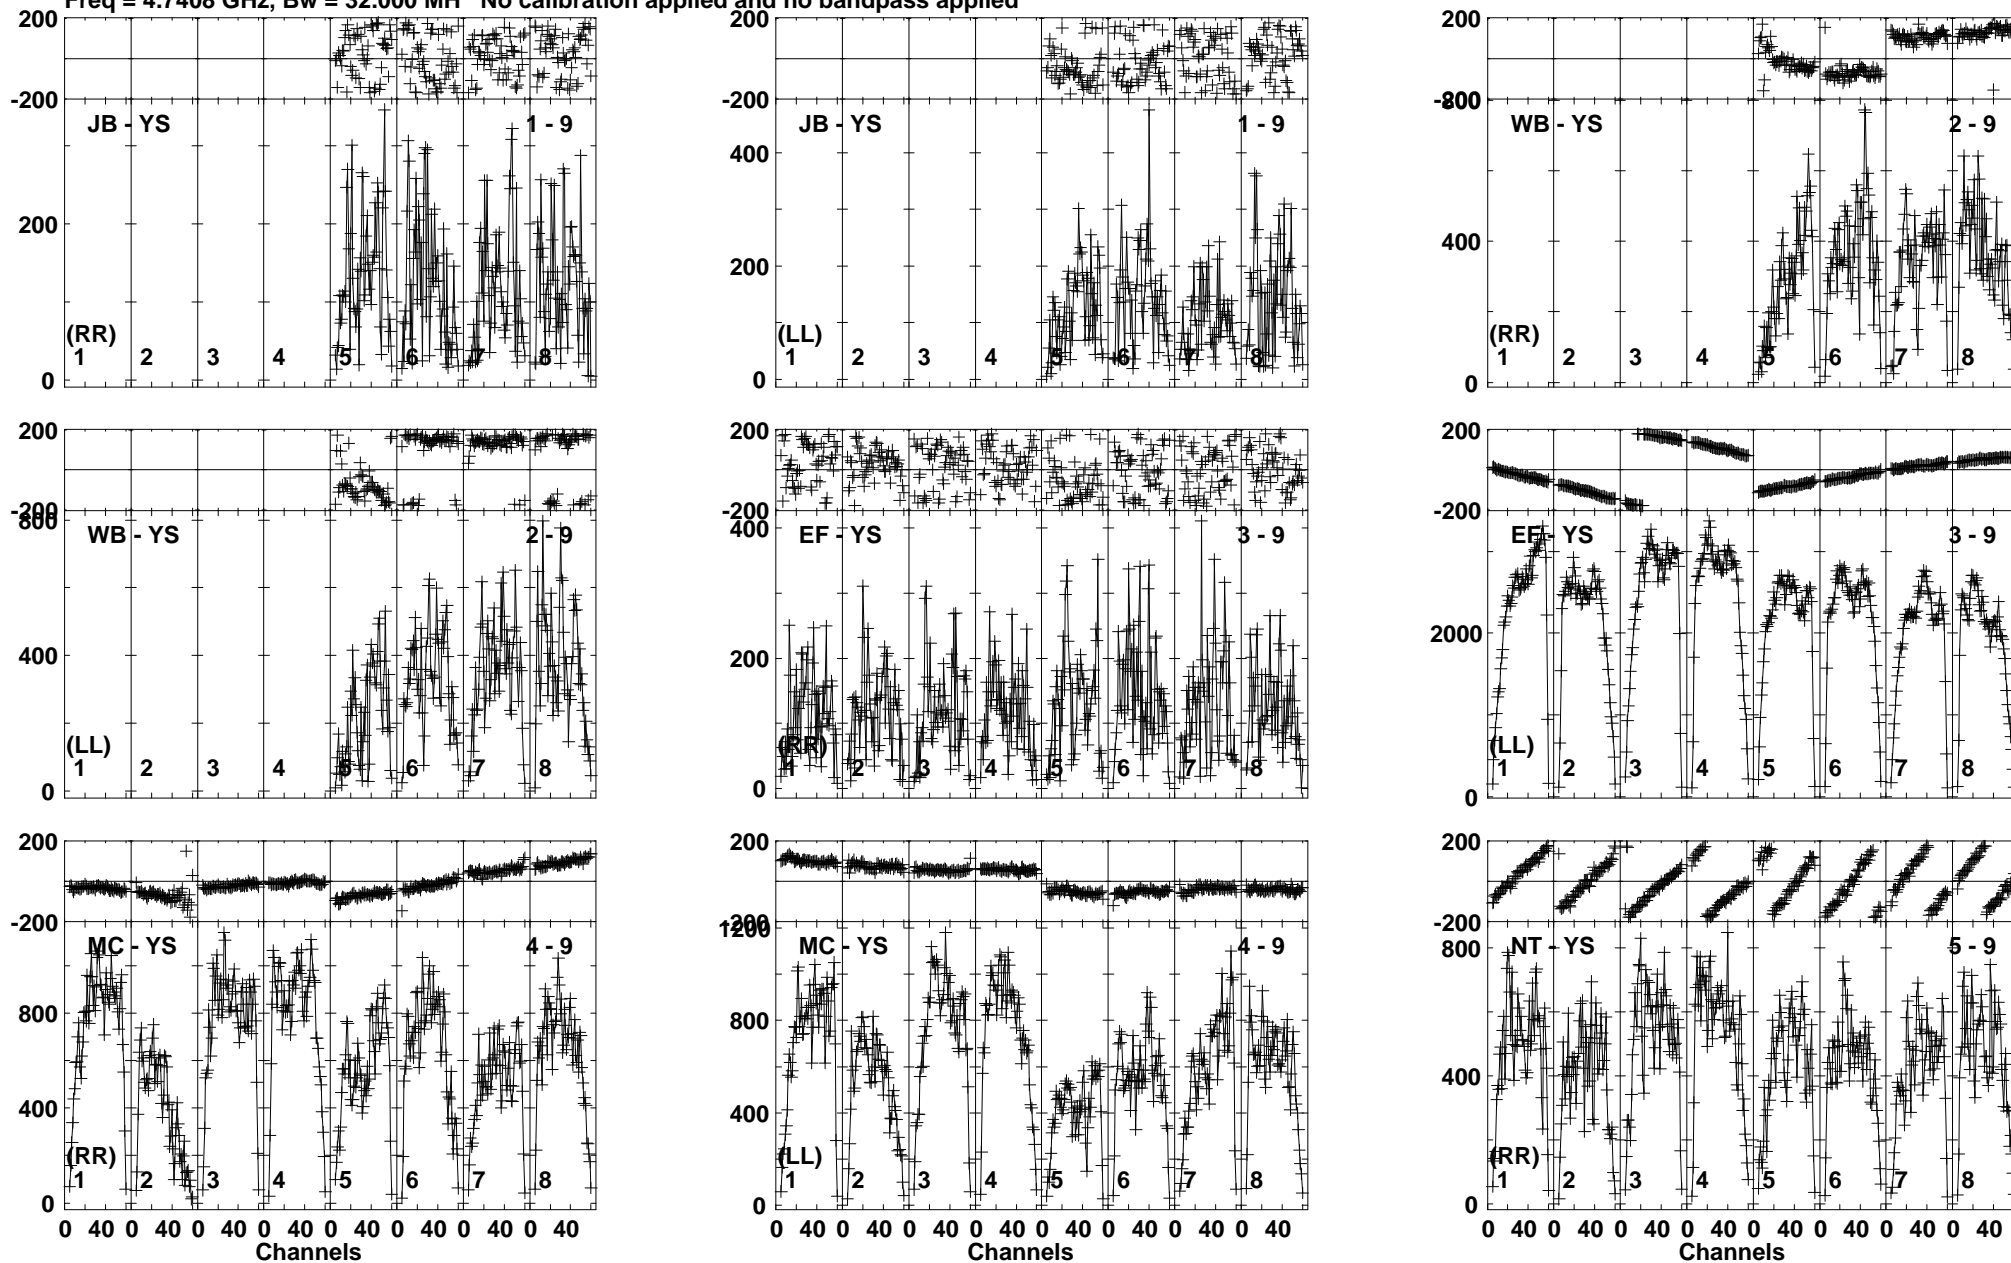 Freq = 4.7408 GHz, Bw = 32.000 MH No calibration applied and no bandpass applied
200 200 200
-200 -200 -200
800
JB - YS 1 - 9 JB - YS 1 - 9 WB - YS 2 - 9
400
200 200 400
(RR) (LL) (RR)
1 2 3 4 5 6 7 8 1 2 3 4 5 6 7 8 1 2 3 4 5 6 7 8
0 0 0
200 200 200
-200 -200 -200
800 400
WB - YS 2 - 9 EF - YS 3 - 9 EF - YS 3 - 9
400 200 2000
(LL) (RR) (LL)
1 2 3 4 5 6 7 8 1 2 3 4 5 6 7 8 1 2 3 4 5 6 7 8
0 0 0
200 200 200
-200 -200 -200
1200
MC - YS 4 - 9 MC - YS 4 - 9 NT - YS 5 - 9
800 800 800
400 400 400
(RR) (LL) (RR)
1 2 3 4 5 6 7 8 1 2 3 4 5 6 7 8 1 2 3 4 5 6 7 8
0 0 0
0 40 0 40 0 40 0 40 0 40 0 40 0 40 0 40 0 40 0 40 0 40 0 40 0 40 0 40 0 40 0 40 0 40 0 40 0 40 0 40 0 40 0 40 0 40 0 40
Channels Channels Channels